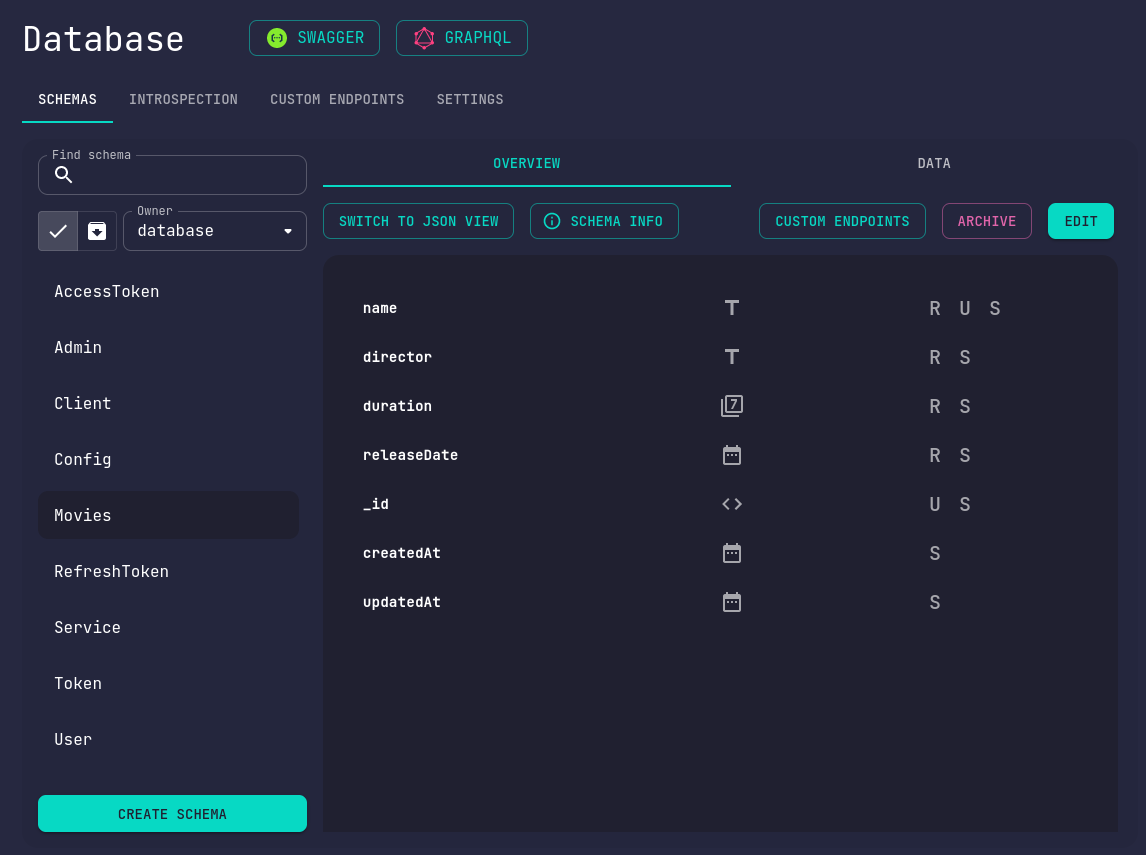 Database
SWAGGER
GRAPHQL
SCHEMAS
INTROSPECTION
CUSTOM ENDPOINTS
SETTINGS
Find schema
Owner
database
AccessToken
Admin
Client
Config
Movies
RefreshToken
Service
Token
User
CREATE SCHEMA
OVERVIEW
DATA
SWITCH TO JSON VIEW
SCHEMA INFO
CUSTOM ENDPOINTS
ARCHIVE
EDIT
name T R U S
director T R S
duration 7 R S
releaseDate R S
_id <> U S
createdAt S
updatedAt S